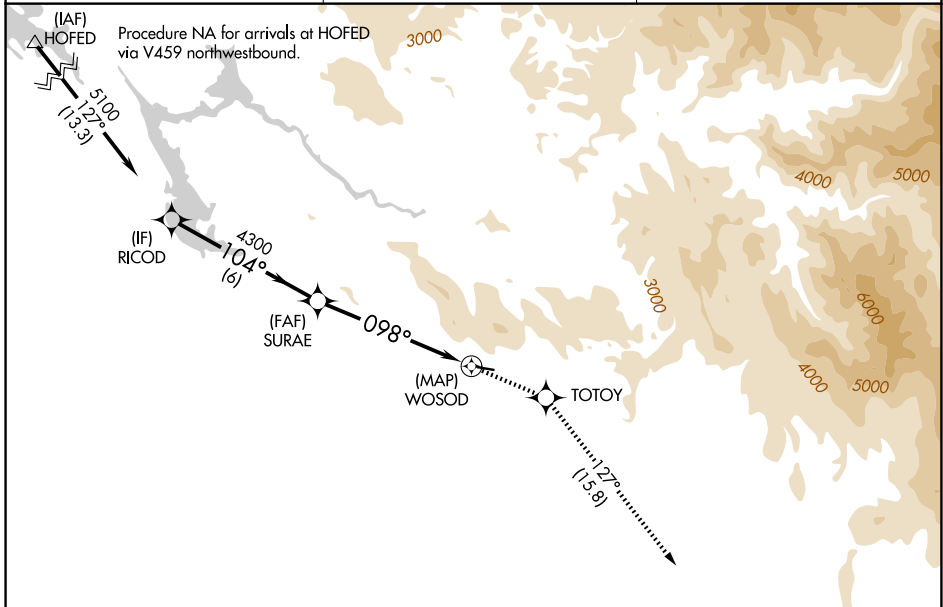 (IAF)
HOFED
Procedure NA for arrivals at HOFED
via V459 northwestbound.
3000
5100
127°
(13.3)
4000
5000
(IF)
RICOD
4300
104°
(6)
3000
6000
(FAF)
SURAE
098°
(MAP)
WOSOD
TOTOY
4000
5000
127°
(15.8)